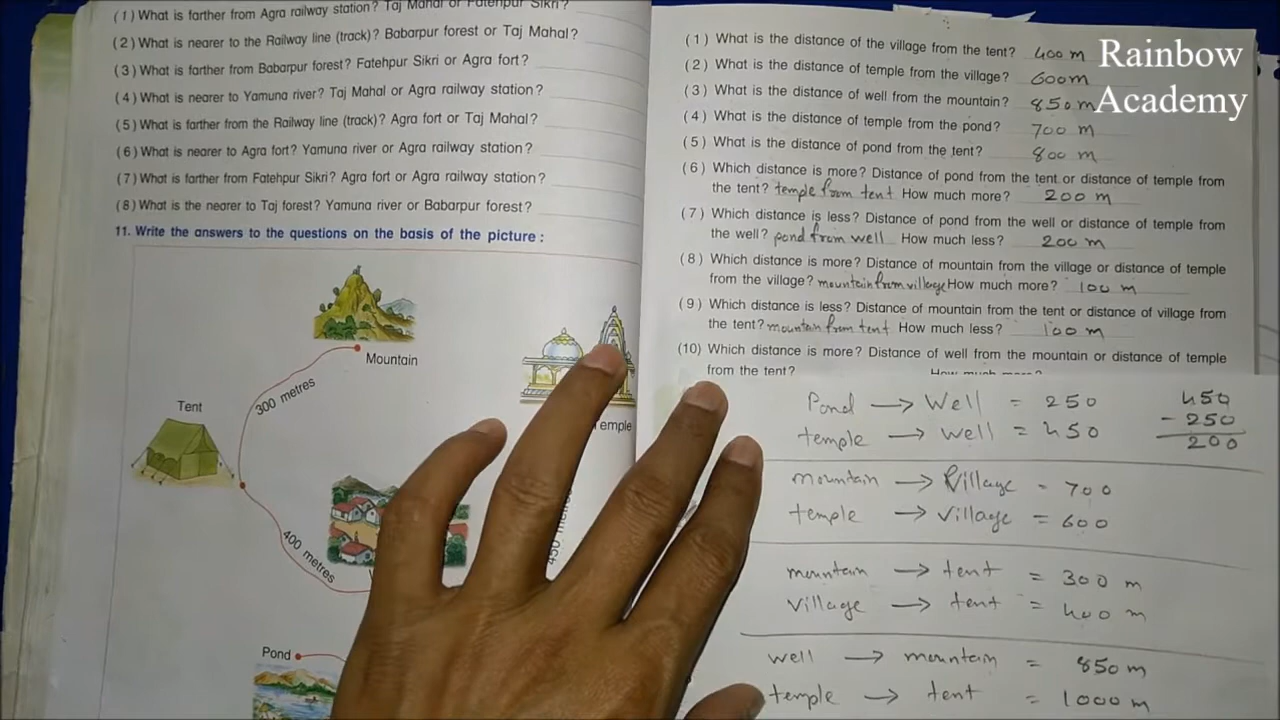 ( 1 ) What is farther from Agra railway station? Taj Mahal or Fatehpur Sikri?
( 2 ) What is nearer to the Railway line (track)? Babarpur forest or Taj Mahal?
( 3 ) What is farther from Babarpur forest? Fatehpur Sikri or Agra fort?
( 4 ) What is nearer to Yamuna river? Taj Mahal or Agra railway station?
( 5 ) What is farther from the Railway line (track)? Agra fort or Taj Mahal?
( 6 ) What is nearer to Agra fort? Yamuna river or Agra railway station?
( 7 ) What is farther from Fatehpur Sikri? Agra fort or Agra railway station?
( 8 ) What is the nearer to Taj forest? Yamuna river or Babarpur forest?
11. Write the answers to the questions on the basis of the picture :
Mountain
300 metres
Tent
400 metres
emple
Pond
( 1 ) What is the distance of the village from the tent? 400 m
( 2 ) What is the distance of temple from the village? 600m
( 3 ) What is the distance of well from the mountain? 850 m
( 4 ) What is the distance of temple from the pond? 700 m
( 5 ) What is the distance of pond from the tent? 800 m
( 6 ) Which distance is more? Distance of pond from the tent or distance of temple from
the tent? temple from tent How much more? 200 m
( 7 ) Which distance is less? Distance of pond from the well or distance of temple from
the well? pond from well How much less? 200 m
( 8 ) Which distance is more? Distance of mountain from the village or distance of temple
from the village? mountain from village How much more? 100 m
( 9 ) Which distance is less? Distance of mountain from the tent or distance of village from
the tent? mountain from tent How much less? 100 m
(10) Which distance is more? Distance of well from the mountain or distance of temple
from the tent? How much more?
Rainbow
Academy
Pond → Well = 250
temple → well = 450
450
- 250
200
mountain → Village = 700
temple → village = 600
mountain → tent = 300 m
village → tent = 400 m
well → mountain = 850 m
temple → tent = 1000 m